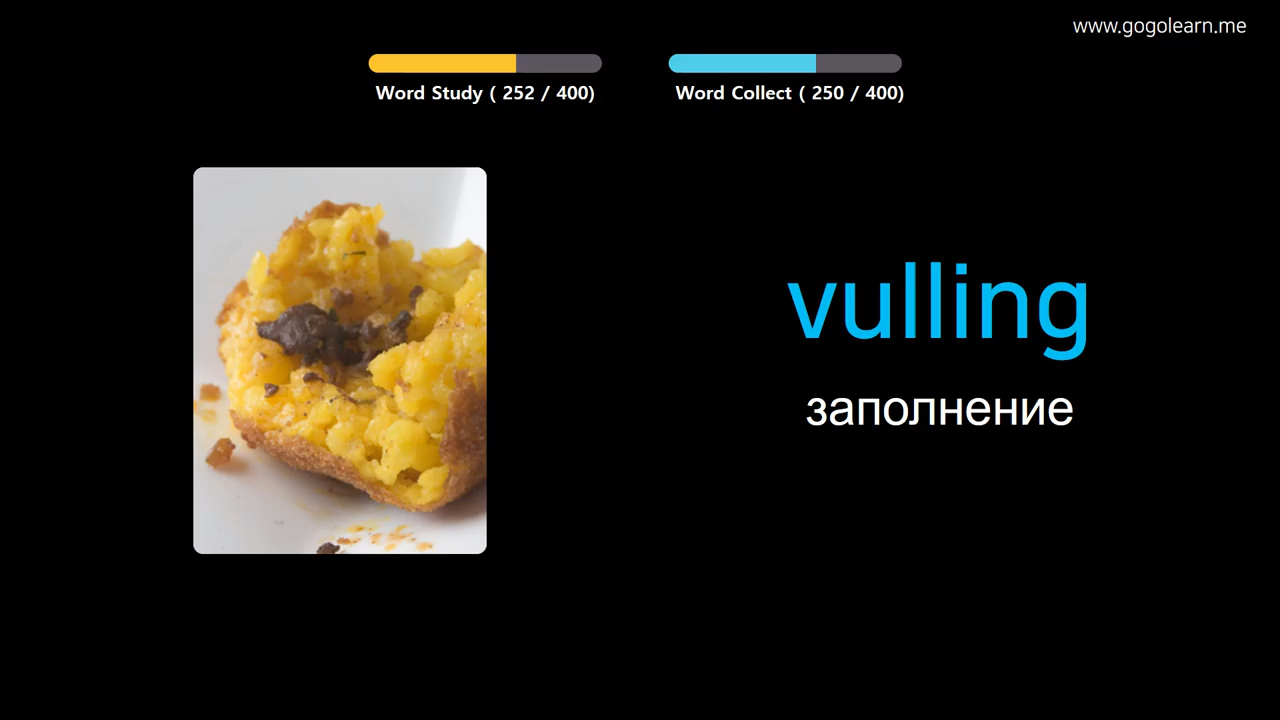 www.gogolearn.me
Word Study ( 252 / 400)
Word Collect ( 250 / 400)
vulling
заполнение